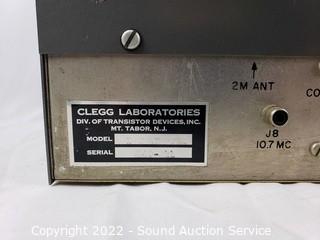 2M ANT
CO
CLEGG LABORATORIES
DIV. OF TRANSISTOR DEVICES, INC.
MT. TABOR, N.J.
MODEL
SERIAL
J8
10.7 MC
Copyright 2022 - Sound Auction Service